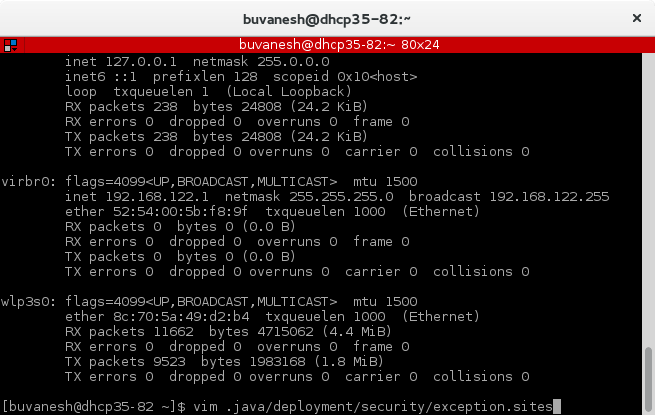 buvanesh@dhcp35-82:~
buvanesh@dhcp35-82:~ 80x24
inet 127.0.0.1  netmask 255.0.0.0
inet6 ::1  prefixlen 128  scopeid 0x10<host>
loop  txqueuelen 1  (Local Loopback)
RX packets 238  bytes 24808 (24.2 KiB)
RX errors 0  dropped 0  overruns 0  frame 0
TX packets 238  bytes 24808 (24.2 KiB)
TX errors 0  dropped 0 overruns 0  carrier 0  collisions 0
virbr0: flags=4099<UP,BROADCAST,MULTICAST>  mtu 1500
inet 192.168.122.1  netmask 255.255.255.0  broadcast 192.168.122.255
ether 52:54:00:5b:f8:9f  txqueuelen 1000  (Ethernet)
RX packets 0  bytes 0 (0.0 B)
RX errors 0  dropped 0  overruns 0  frame 0
TX packets 0  bytes 0 (0.0 B)
TX errors 0  dropped 0 overruns 0  carrier 0  collisions 0
wlp3s0: flags=4099<UP,BROADCAST,MULTICAST>  mtu 1500
ether 8c:70:5a:49:d2:b4  txqueuelen 1000  (Ethernet)
RX packets 11662  bytes 4715062 (4.4 MiB)
RX errors 0  dropped 0  overruns 0  frame 0
TX packets 9523  bytes 1983168 (1.8 MiB)
TX errors 0  dropped 0 overruns 0  carrier 0  collisions 0
[buvanesh@dhcp35-82 ~]$ vim .java/deployment/security/exception.sites